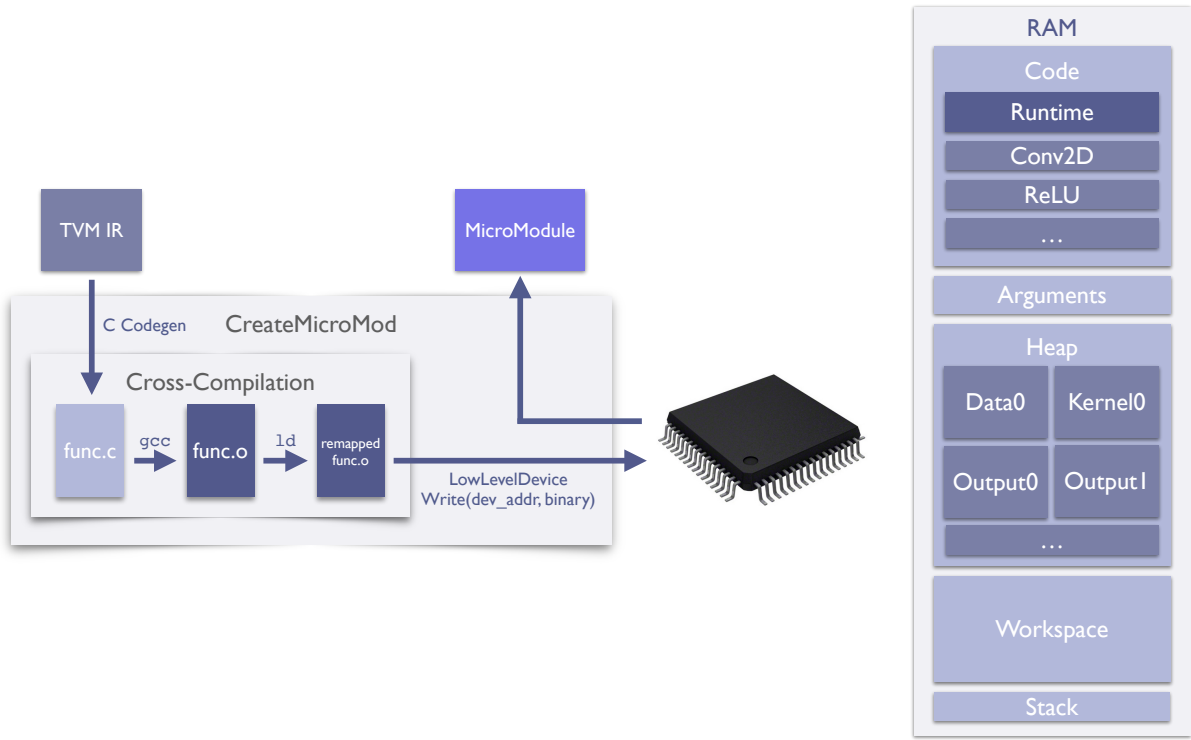 TVM IR
MicroModule
C Codegen
CreateMicroMod
Cross-Compilation
func.c
gcc
func.o
ld
remapped
func.o
LowLevelDevice
Write(dev_addr, binary)
RAM
Code
Runtime
Conv2D
ReLU
...
Arguments
Heap
Data0
Kernel0
Output0
Output1
...
Workspace
Stack